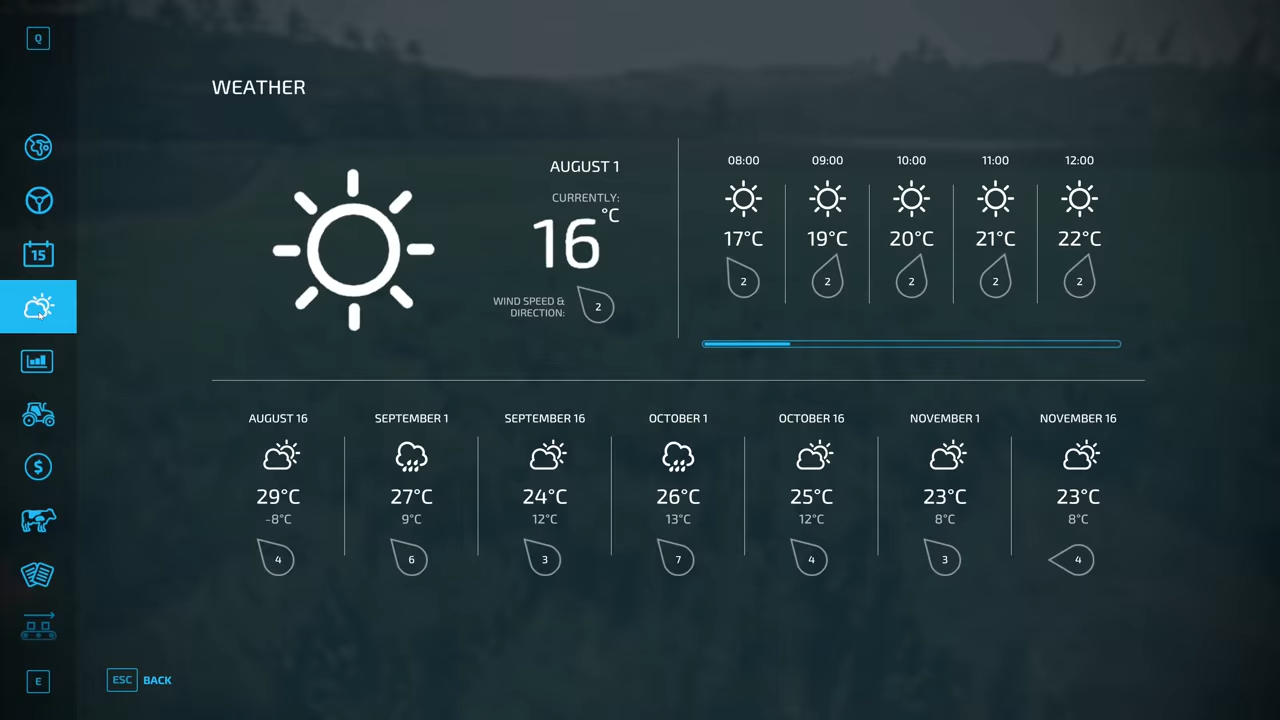 Q
WEATHER
AUGUST 1
CURRENTLY:
16 °C
WIND SPEED &
DIRECTION:
2
08:00 09:00 10:00 11:00 12:00
17°C 19°C 20°C 21°C 22°C
2 2 2 2 2
15
AUGUST 16 SEPTEMBER 1 SEPTEMBER 16 OCTOBER 1 OCTOBER 16 NOVEMBER 1 NOVEMBER 16
29°C 27°C 24°C 26°C 25°C 23°C 23°C
-8°C 9°C 12°C 13°C 12°C 8°C 8°C
4 6 3 7 4 3 4
$
E
ESC BACK